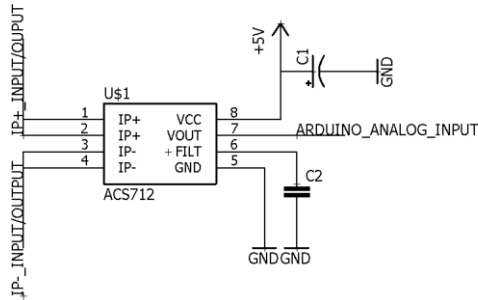 IP+_INPUT/OUPUT
+5V
C1
+
GND
U$1
1 IP+ VCC 8
2 IP+ VOUT 7 ARDUINO_ANALOG_INPUT
3 IP- + FILT 6
4 IP- GND 5
ACS712
C2
IP-_INPUT/OUTPUT
GND GND